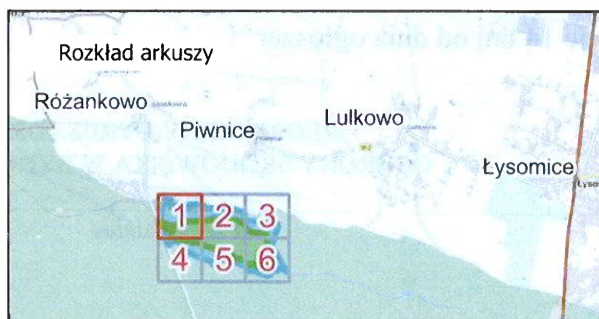 Rozkład arkuszy
Różankowo
Piwnice
Lulkowo
Łysomice
1 2 3
4 5 6